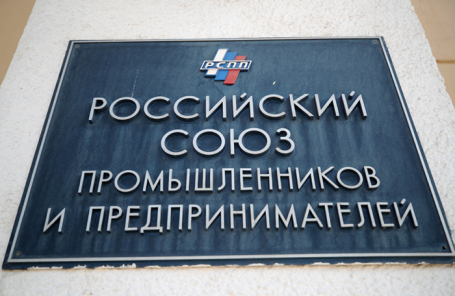 РСПП
РОССИЙСКИЙ
СОЮЗ
ПРОМЫШЛЕННИКОВ
И ПРЕДПРИНИМАТЕЛЕЙ